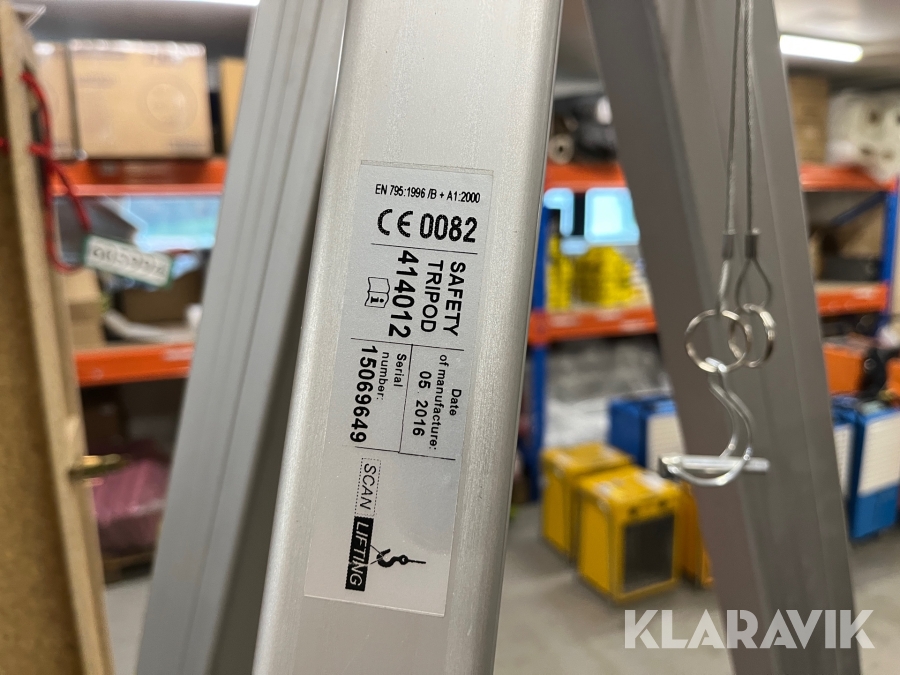 EN 795:1996 /B + A1:2000
CE 0082
SAFETY
TRIPOD
414012
i
Date
of manufacture:
05. 2016
Serial
number:
15069649
SCAN LIFTING
KLARAVIK